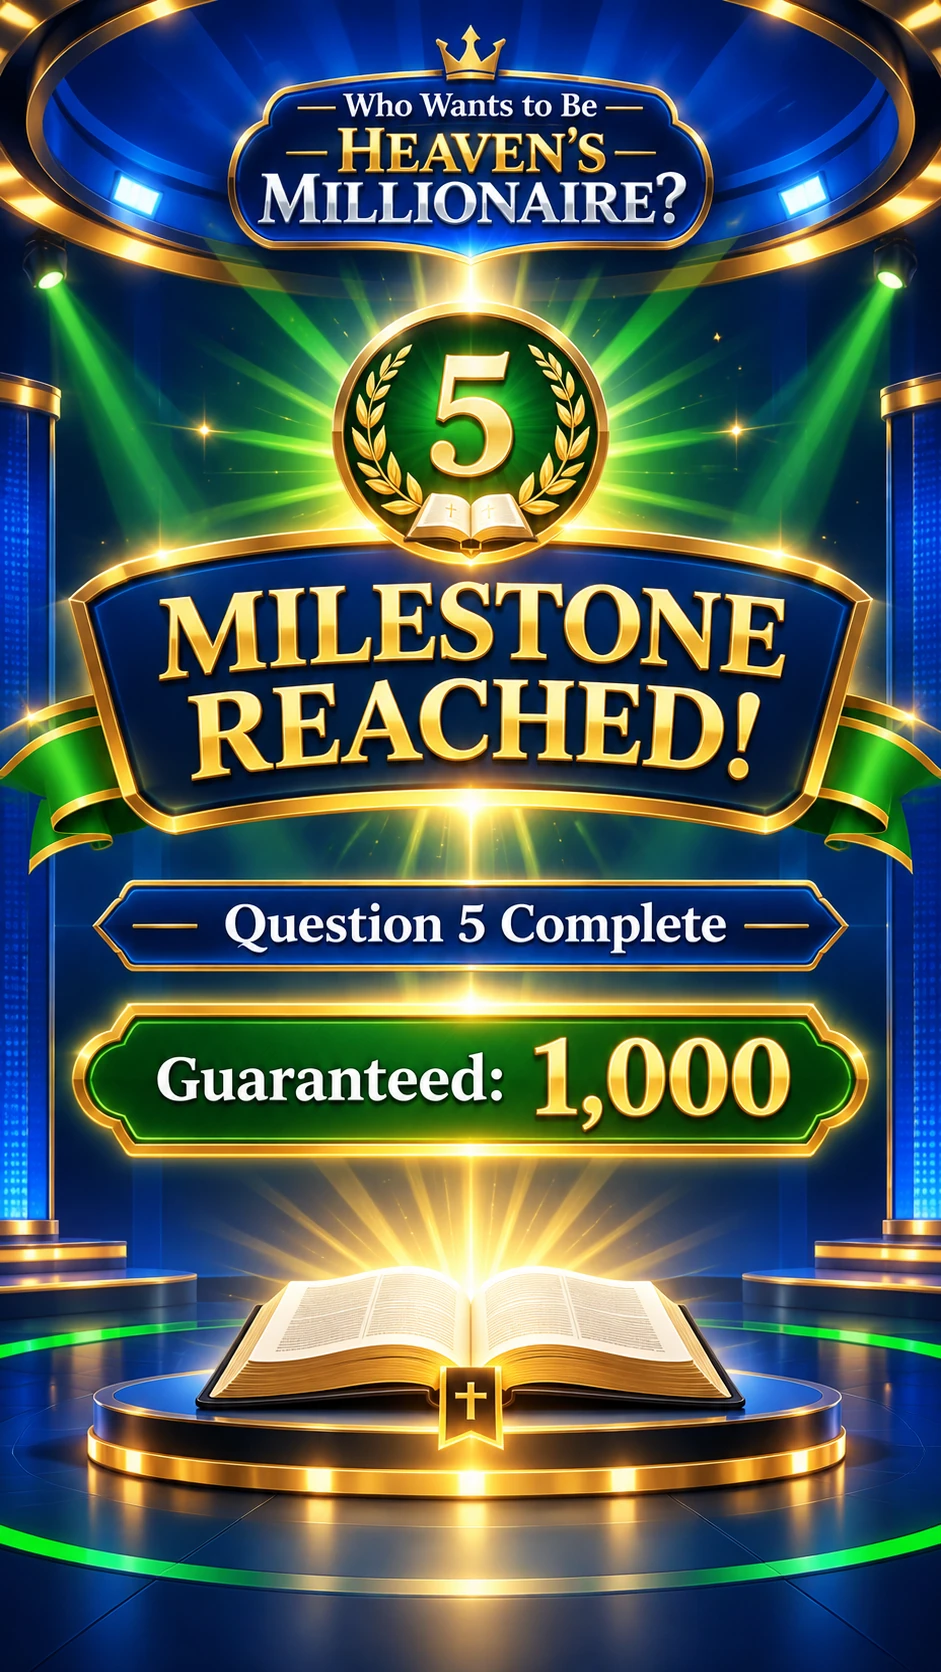 Who Wants to Be
HEAVEN'S
MILLIONAIRE?
5
MILESTONE
REACHED!
Question 5 Complete
Guaranteed: 1,000